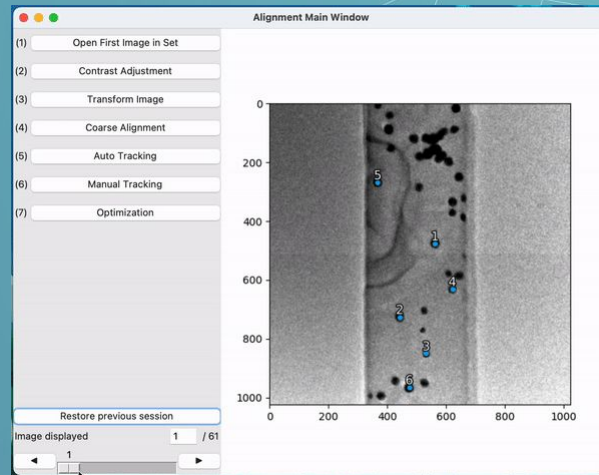 Alignment Main Window
(1) Open First Image in Set
(2) Contrast Adjustment
(3) Transform Image
(4) Coarse Alignment
(5) Auto Tracking
(6) Manual Tracking
(7) Optimization
0
200
400
600
800
1000
0 200 400 600 800 1000
5
1
4
2
3
6
Restore previous session
Image displayed 1 / 61
1